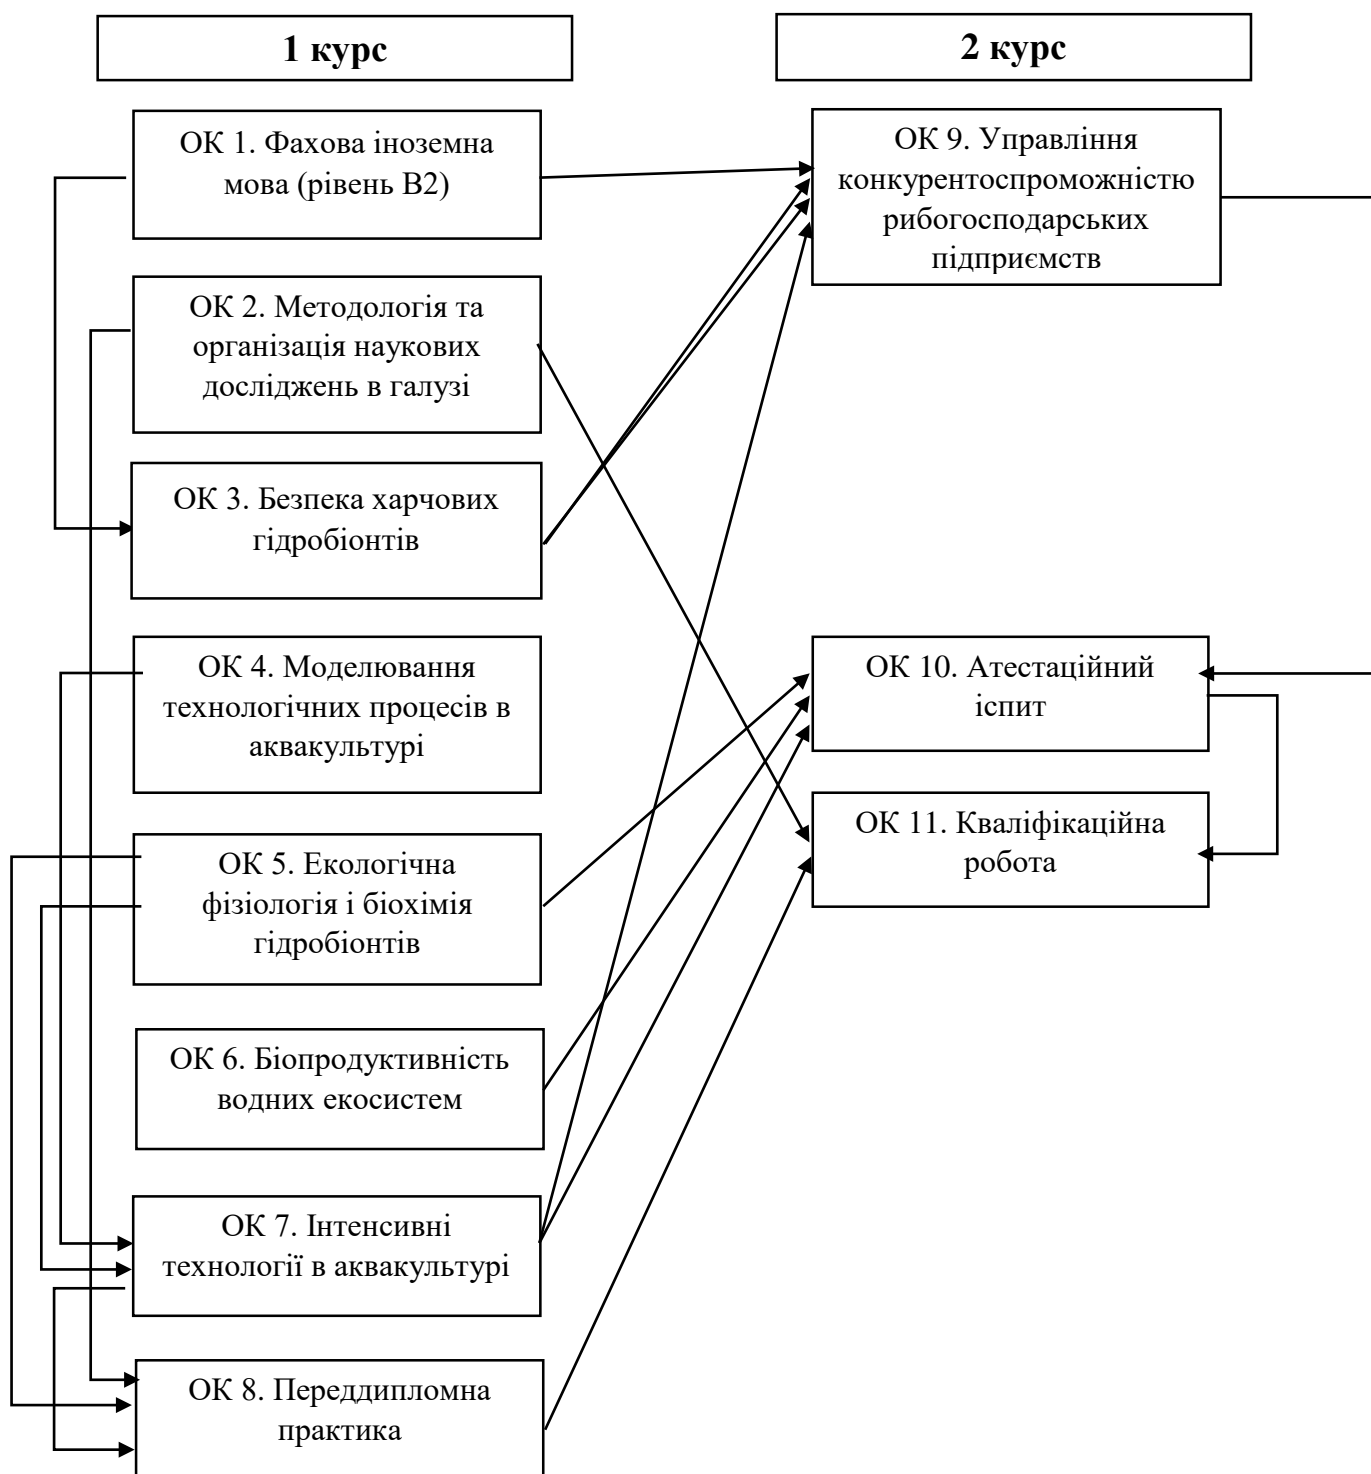 1 курс
ОК 1. Фахова іноземна
мова (рівень В2)
ОК 2. Методологія та
організація наукових
досліджень в галузі
ОК 3. Безпека харчових
гідробіонтів
ОК 4. Моделювання
технологічних процесів в
аквакультурі
ОК 5. Екологічна
фізіологія і біохімія
гідробіонтів
ОК 6. Біопродуктивність
водних екосистем
ОК 7. Інтенсивні
технології в аквакультурі
ОК 8. Переддипломна
практика
2 курс
ОК 9. Управління
конкурентоспроможністю
рибогосподарських
підприємств
ОК 10. Атестаційний
іспит
ОК 11. Кваліфікаційна
робота